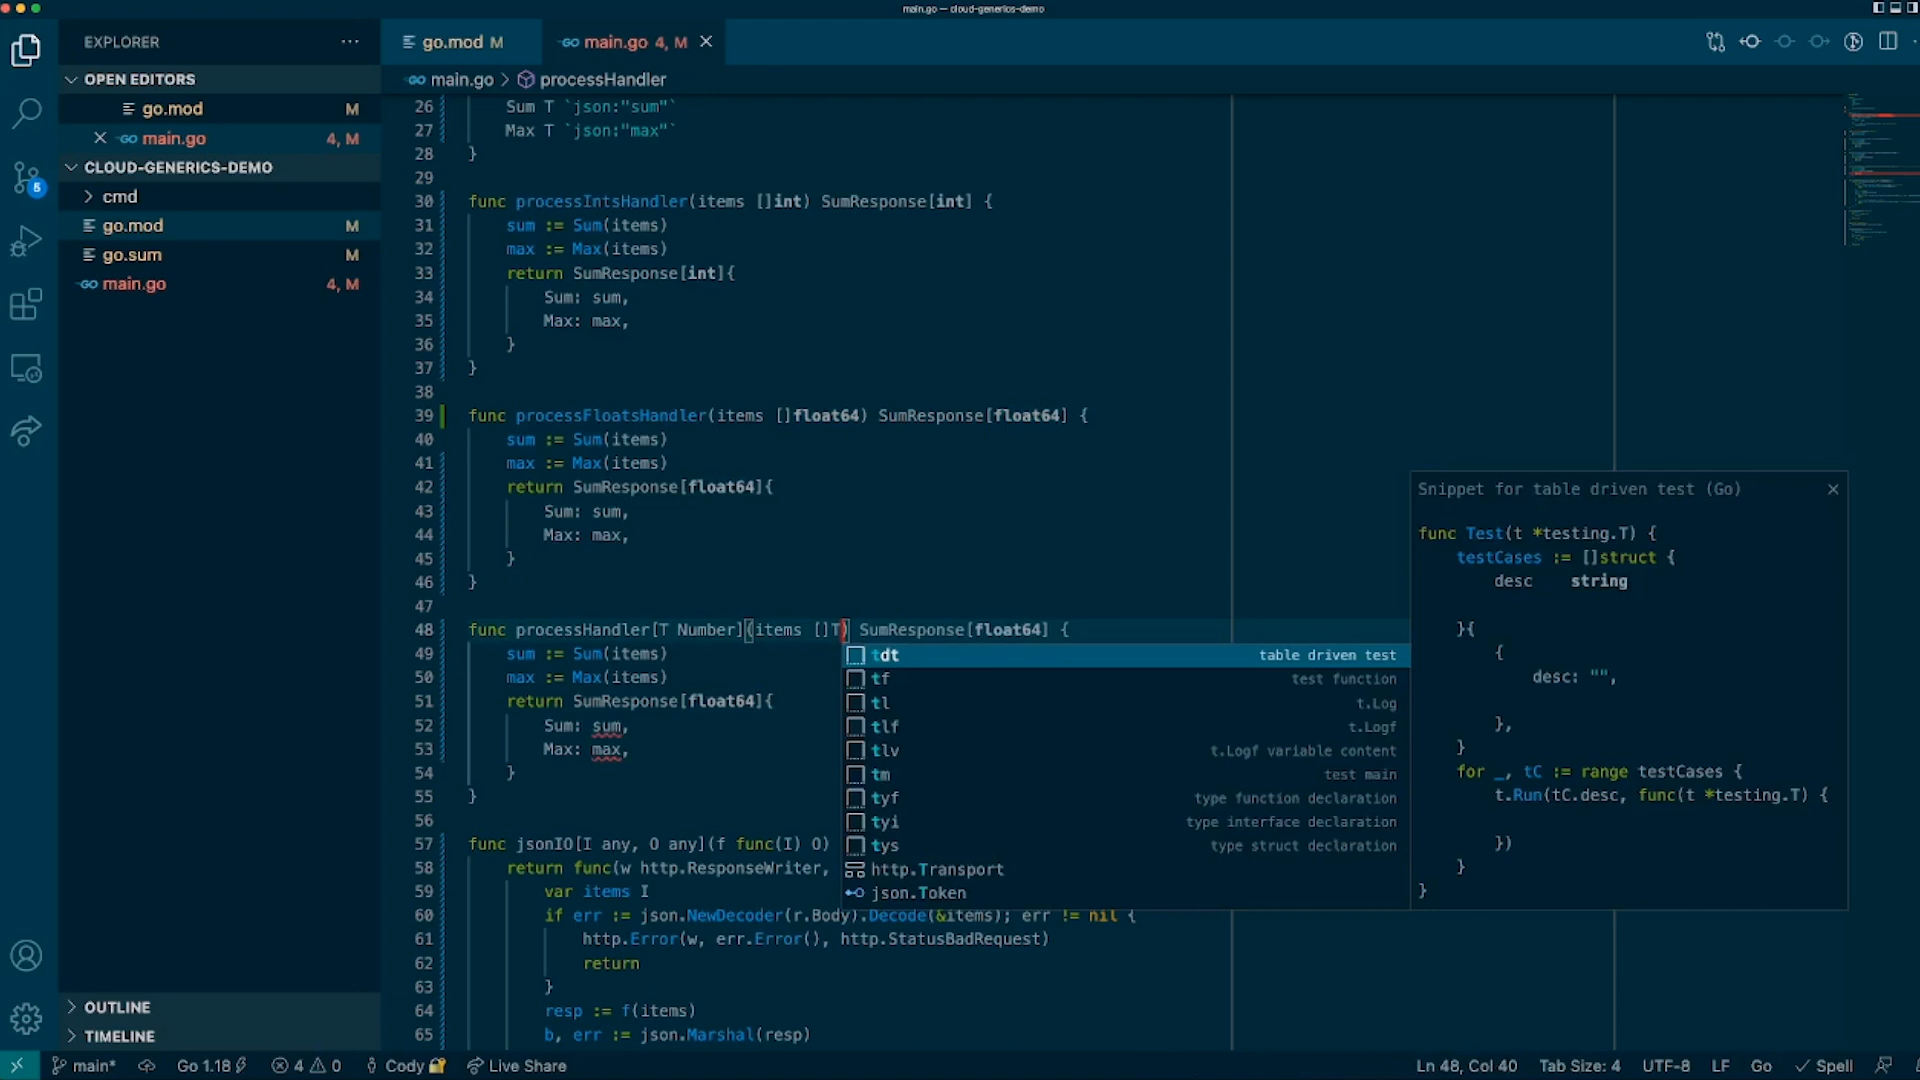 main.go — cloud-generics-demo
EXPLORER
OPEN EDITORS
go.mod M
main.go 4, M
CLOUD-GENERICS-DEMO
cmd
go.mod M
go.sum M
main.go 4, M
OUTLINE
TIMELINE
5
go.mod M
main.go 4, M
main.go > processHandler
26 Sum T `json:"sum"`
27 Max T `json:"max"`
28 }
29
30 func processIntsHandler(items []int) SumResponse[int] {
31 sum := Sum(items)
32 max := Max(items)
33 return SumResponse[int]{
34 Sum: sum,
35 Max: max,
36 }
37 }
38
39 func processFloatsHandler(items []float64) SumResponse[float64] {
40 sum := Sum(items)
41 max := Max(items)
42 return SumResponse[float64]{
43 Sum: sum,
44 Max: max,
45 }
46 }
47
48 func processHandler[T Number](items []T) SumResponse[float64] {
49 sum := Sum(items)
50 max := Max(items)
51 return SumResponse[float64]{
52 Sum: sum,
53 Max: max,
54 }
55 }
56
57 func jsonIO[I any, O any](f func(I) O)
58 return func(w http.ResponseWriter,
59 var items I
60 if err := json.NewDecoder(r.Body).Decode(&items); err != nil {
61 http.Error(w, err.Error(), http.StatusBadRequest)
62 return
63 }
64 resp := f(items)
65 b, err := json.Marshal(resp)
tdt table driven test
tf test function
tl t.Log
tlf t.Logf
tlv t.Logf variable content
tm test main
tyf type function declaration
tyi type interface declaration
tys type struct declaration
http.Transport
json.Token
Snippet for table driven test (Go)
func Test(t *testing.T) {
testCases := []struct {
desc string
}{
{
desc: "",
},
}
for _, tC := range testCases {
t.Run(tC.desc, func(t *testing.T) {
})
}
}
main* Go 1.18 4 0 Cody Live Share Ln 48, Col 40 Tab Size: 4 UTF-8 LF Go Spell